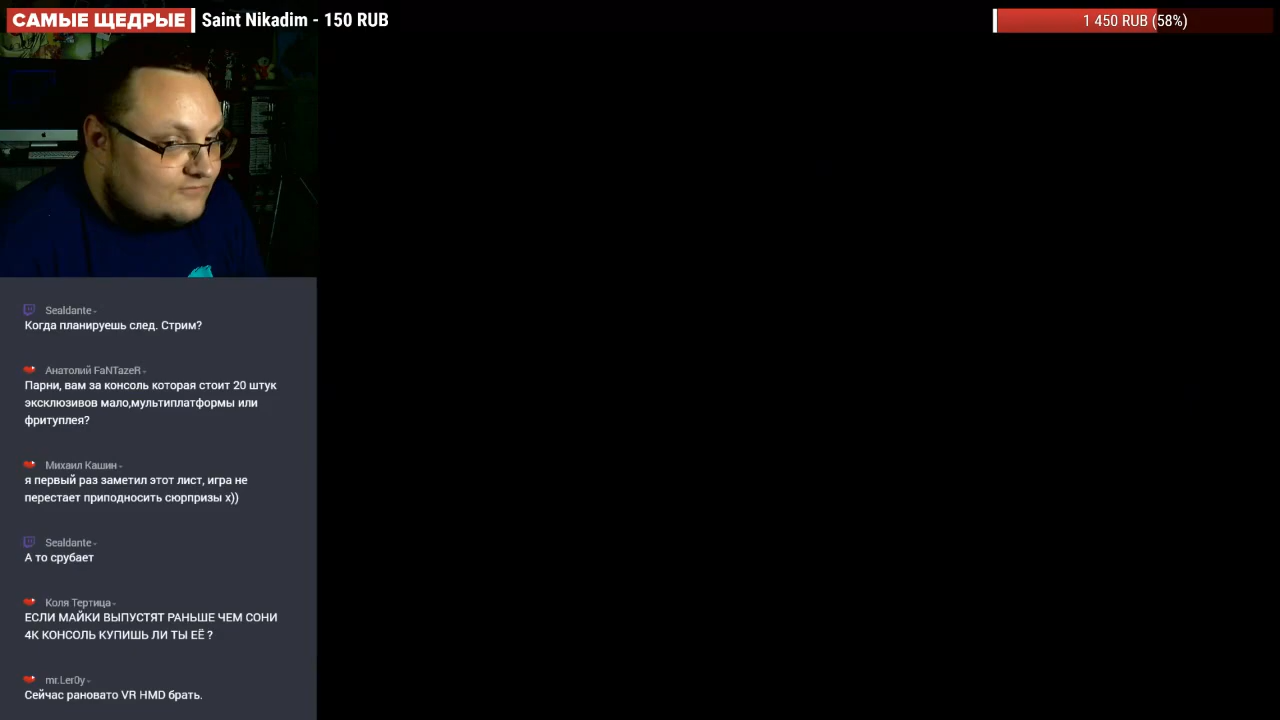 САМЫЕ ЩЕДРЫЕ Saint Nikadim - 150 RUB
1 450 RUB (58%)
Sealdante
Когда планируешь след. Стрим?
Анатолий FaNTazeR
Парни, вам за консоль которая стоит 20 штук
эксклюзивов мало,мультиплатформы или
фритуплея?
Михаил Кашин
я первый раз заметил этот лист, игра не
перестает приподносить сюрпризы х))
Sealdante
А то срубает
Коля Тертица
ЕСЛИ МАЙКИ ВЫПУСТЯТ РАНЬШЕ ЧЕМ СОНИ
4К КОНСОЛЬ КУПИШЬ ЛИ ТЫ ЕЁ ?
mr.Ler0y
Сейчас рановато VR HMD брать.